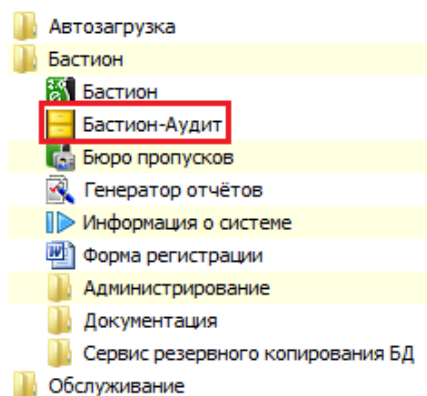 Автозагрузка
Бастион
Бастион
Бастион-Аудит
Бюро пропусков
Генератор отчётов
Информация о системе
Форма регистрации
Администрирование
Документация
Сервис резервного копирования БД
Обслуживание